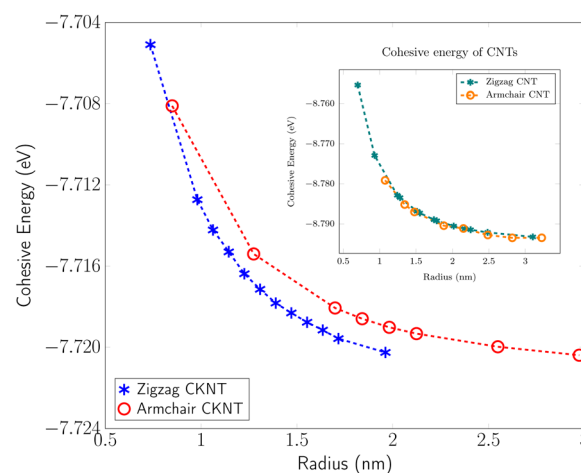 −7.704
−7.708
−7.712
−7.716
−7.720
−7.724
Cohesive Energy (eV)
0.5 1 1.5 2 2.5
Radius (nm)
Zigzag CKNT
Armchair CKNT
Cohesive energy of CNTs
Zigzag CNT
Armchair CNT
−8.760
−8.770
−8.780
−8.790
Cohesive Energy (eV)
0.5 1 1.5 2 2.5 3
Radius (nm)